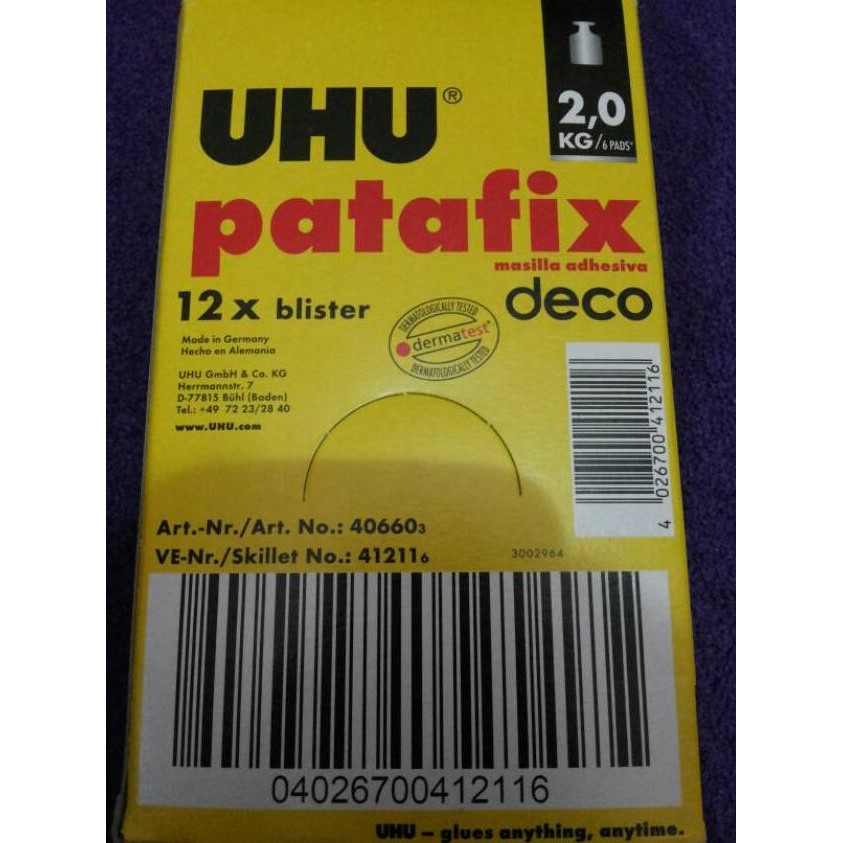 UHU®
2,0
KG/6 PADS*
patafix
masilla adhesiva
12 x blister
deco
DERMATOLOGICALLY TESTED
dermatest®
DERMATOLOGICALLY TESTED
Made in Germany
Hecho en Alemania
UHU GmbH & Co. KG
Herrmannstr. 7
D-77815 Bühl (Baden)
Tel.: +49 72 23/28 40
www.UHU.com
4 026700 412116
Art.-Nr./Art. No.: 406603
VE-Nr./Skillet No.: 412116
3002964
04026700412116
UHU – glues anything, anytime.